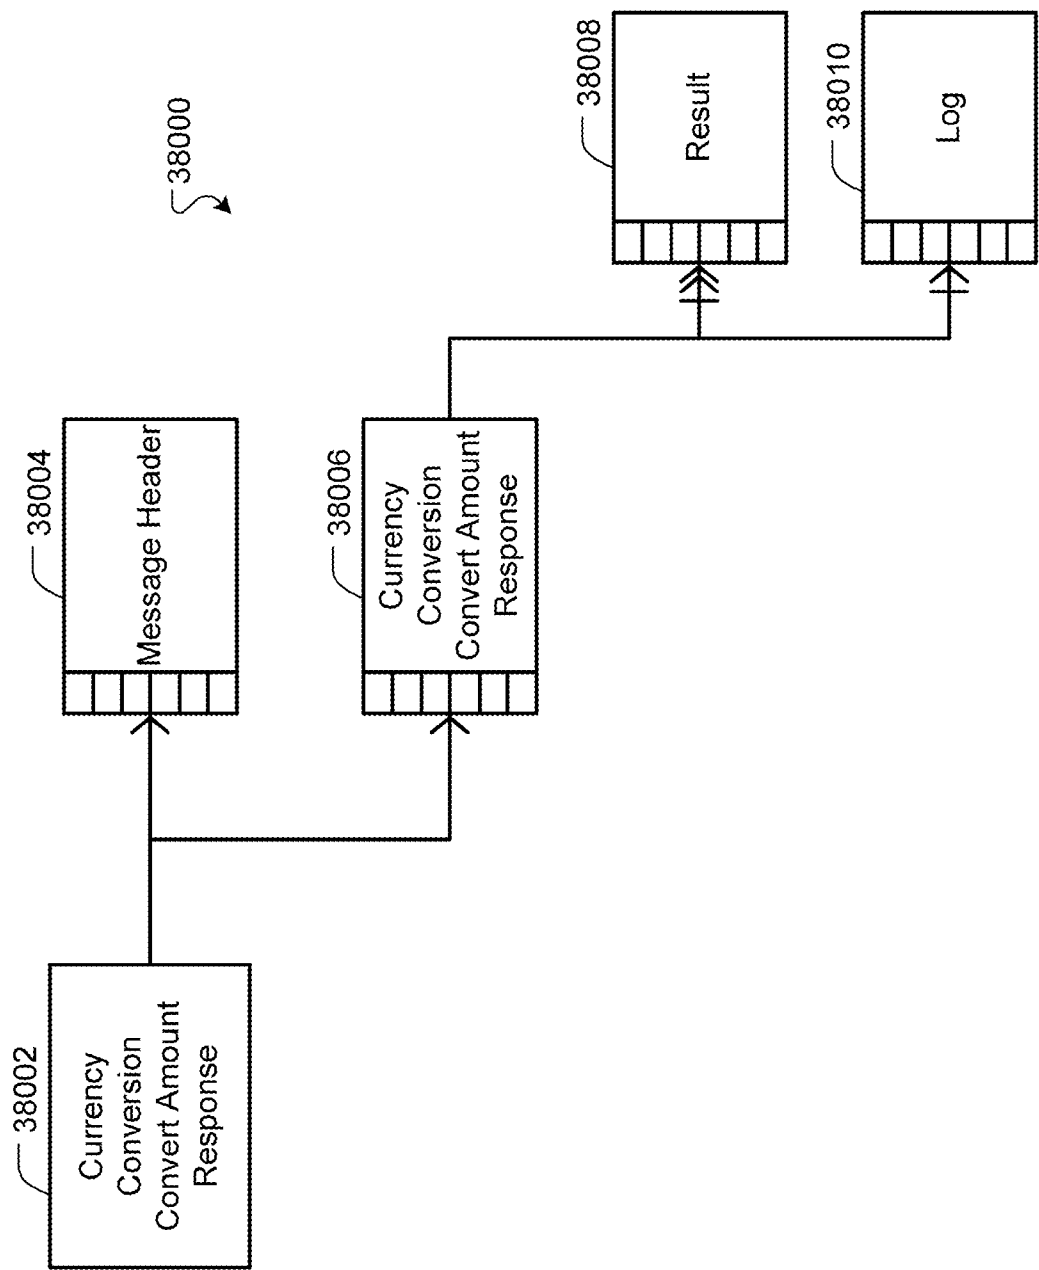 38000
38002
Currency
Conversion
Convert Amount
Response
38004
Message Header
38006
Currency
Conversion
Convert Amount
Response
38008
Result
38010
Log